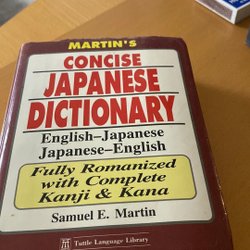 MARTIN'S
CONCISE
JAPANESE
DICTIONARY
English–Japanese
Japanese–English
Fully Romanized
with Complete
Kanji & Kana
Samuel E. Martin
Tuttle Language Library